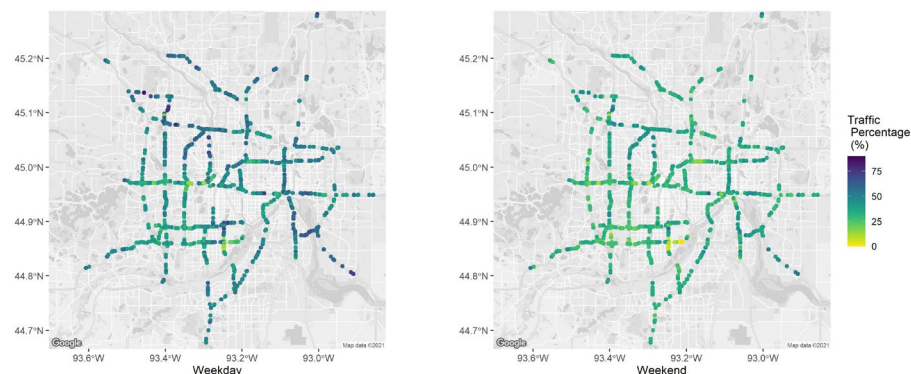 45.2°N
45.1°N
45.0°N
44.9°N
44.8°N
44.7°N
Google
Map data ©2021
93.6°W 93.4°W 93.2°W 93.0°W
Weekday
45.2°N
45.1°N
45.0°N
44.9°N
44.8°N
44.7°N
Google
Map data ©2021
93.6°W 93.4°W 93.2°W 93.0°W
Weekend
Traffic
Percentage
(%)
75
50
25
0